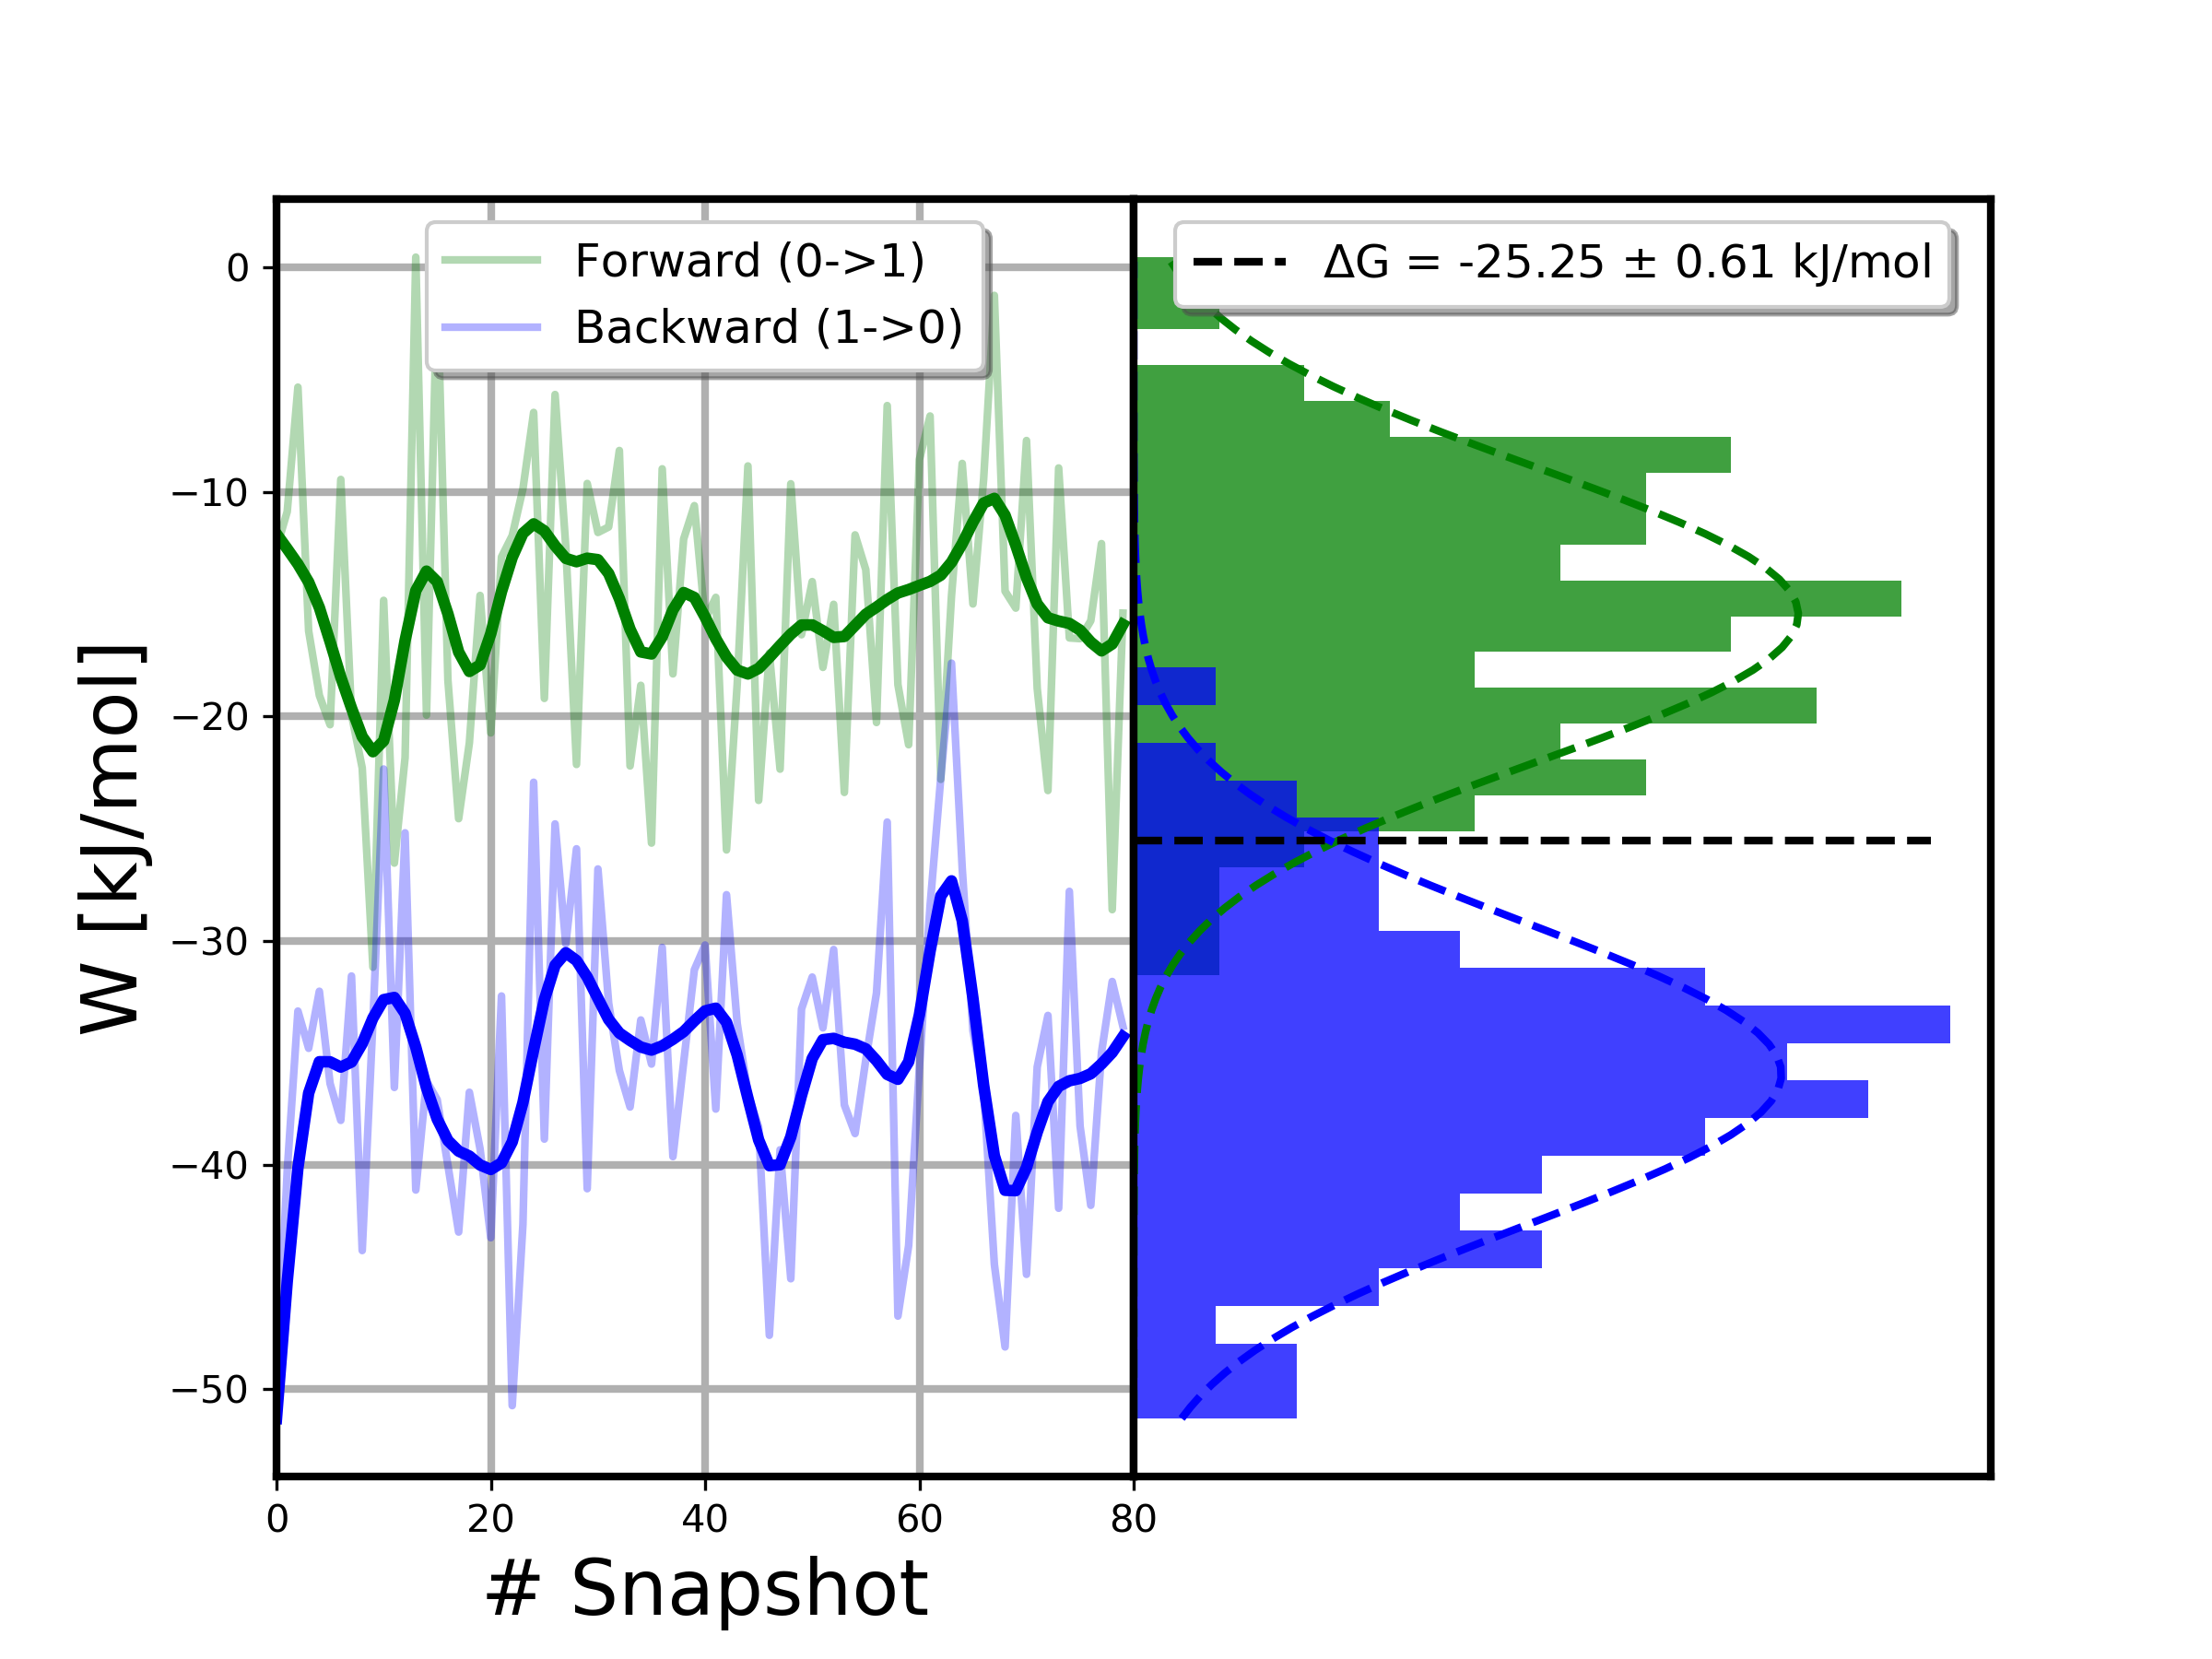 Forward (0->1)
Backward (1->0)
ΔG = -25.25 ± 0.61 kJ/mol
W [kJ/mol]
0
−10
−20
−30
−40
−50
0 20 40 60 80
# Snapshot